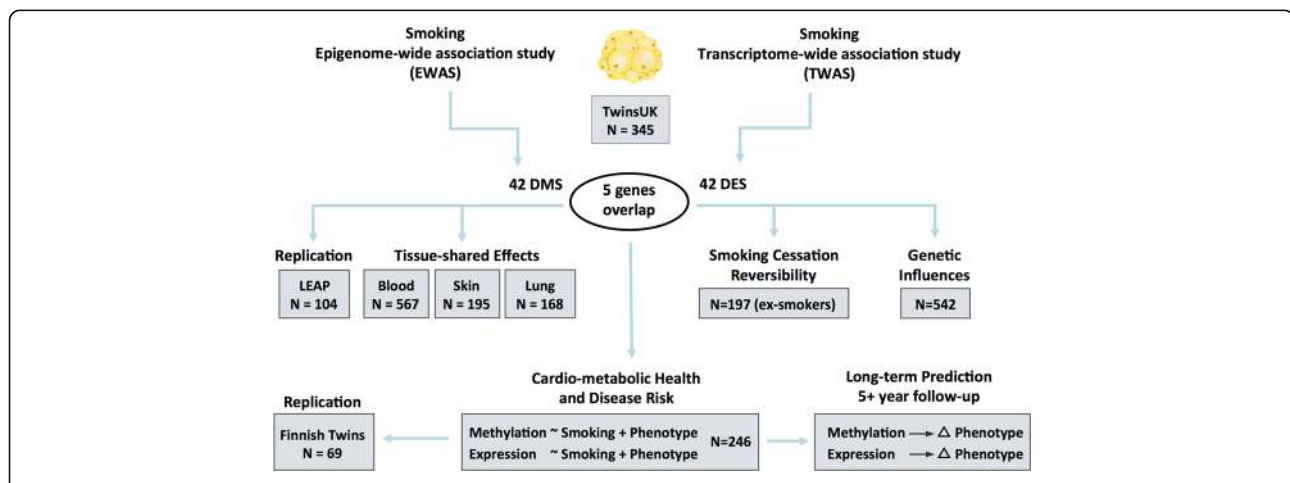 Smoking
Epigenome-wide association study
(EWAS)
Smoking
Transcriptome-wide association study
(TWAS)
TwinsUK
N = 345
42 DMS
5 genes
overlap
42 DES
Replication
LEAP
N = 104
Tissue-shared Effects
Blood
N = 567
Skin
N = 195
Lung
N = 168
Smoking Cessation
Reversibility
N=197 (ex-smokers)
Genetic
Influences
N=542
Replication
Finnish Twins
N = 69
Cardio-metabolic Health
and Disease Risk
Methylation ~ Smoking + Phenotype
Expression ~ Smoking + Phenotype
N=246
Long-term Prediction
5+ year follow-up
Methylation → △ Phenotype
Expression → △ Phenotype